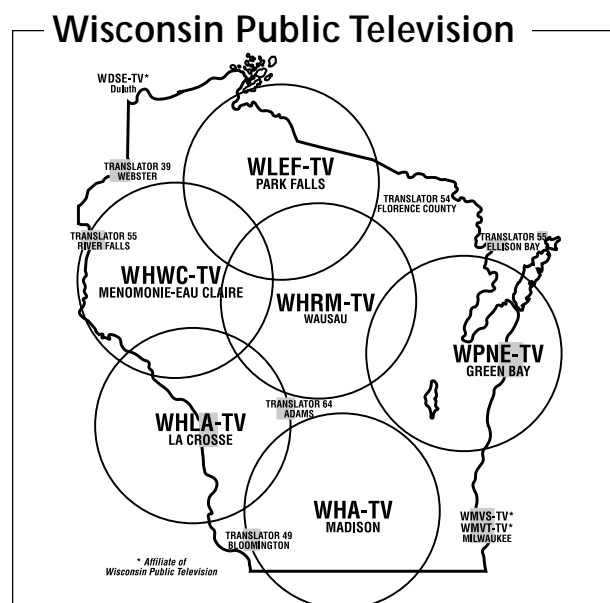 Wisconsin Public Television
WDSE-TV*
Duluth
WLEF-TV
PARK FALLS
TRANSLATOR 39
WEBSTER
TRANSLATOR 54
FLORENCE COUNTY
TRANSLATOR 55
RIVER FALLS
TRANSLATOR 55
ELLISON BAY
WHWC-TV
MENOMONIE-EAU CLAIRE
WHRM-TV
WAUSAU
WPNE-TV
GREEN BAY
TRANSLATOR 64
ADAMS
WHLA-TV
LA CROSSE
WHA-TV
MADISON
WMVS-TV*
WMVT-TV*
MILWAUKEE
TRANSLATOR 49
BLOOMINGTON
* Affiliate of
Wisconsin Public Television